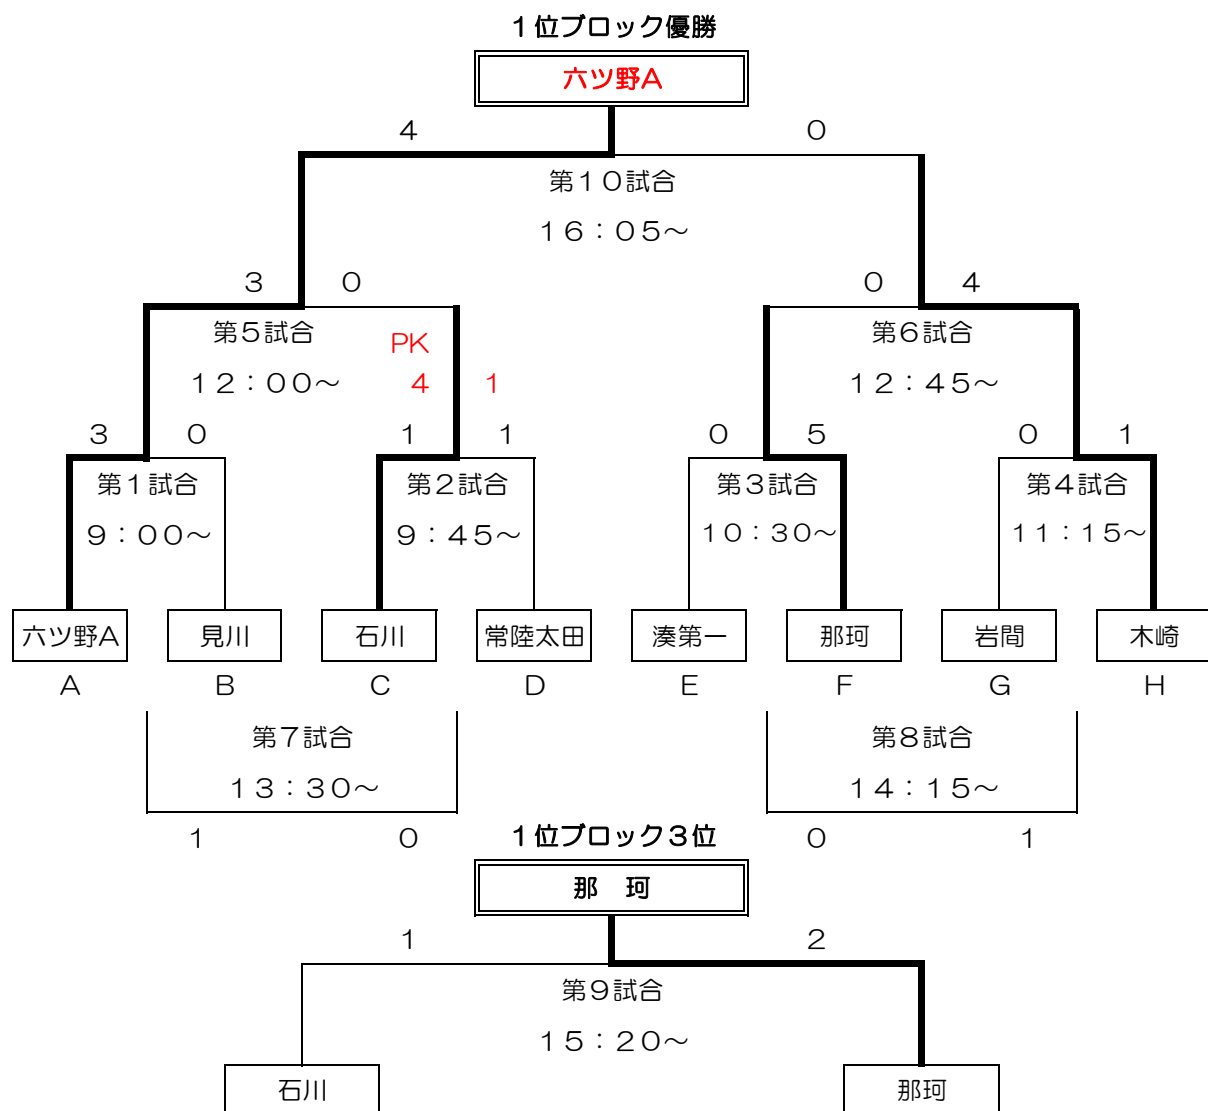 １位ブロック優勝
六ツ野A
４ ０
第１０試合
１６：０５～
３ ０ ０ ４
第５試合 第６試合
PK
１２：００～ ４ １ １２：４５～
３ ０ １ １ ０ ５ ０ １
第１試合 第２試合 第３試合 第４試合
９：００～ ９：４５～ １０：３０～ １１：１５～
六ツ野A 見川 石川 常陸太田 湊第一 那珂 岩間 木崎
A B C D E F G H
第７試合 第８試合
１３：３０～ １４：１５～
１ ０ １位ブロック３位 ０ １
那　珂
１ ２
第９試合
１５：２０～
石川 那珂